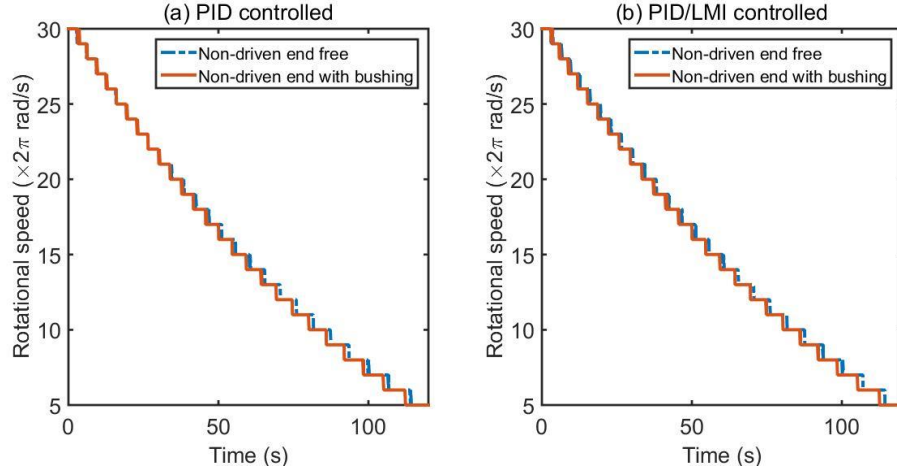 (a) PID controlled
Rotational speed (×2π rad/s)
30
25
20
15
10
5
Non-driven end free
Non-driven end with bushing
0
50
100
Time (s)
(b) PID/LMI controlled
Rotational speed (×2π rad/s)
30
25
20
15
10
5
Non-driven end free
Non-driven end with bushing
0
50
100
Time (s)